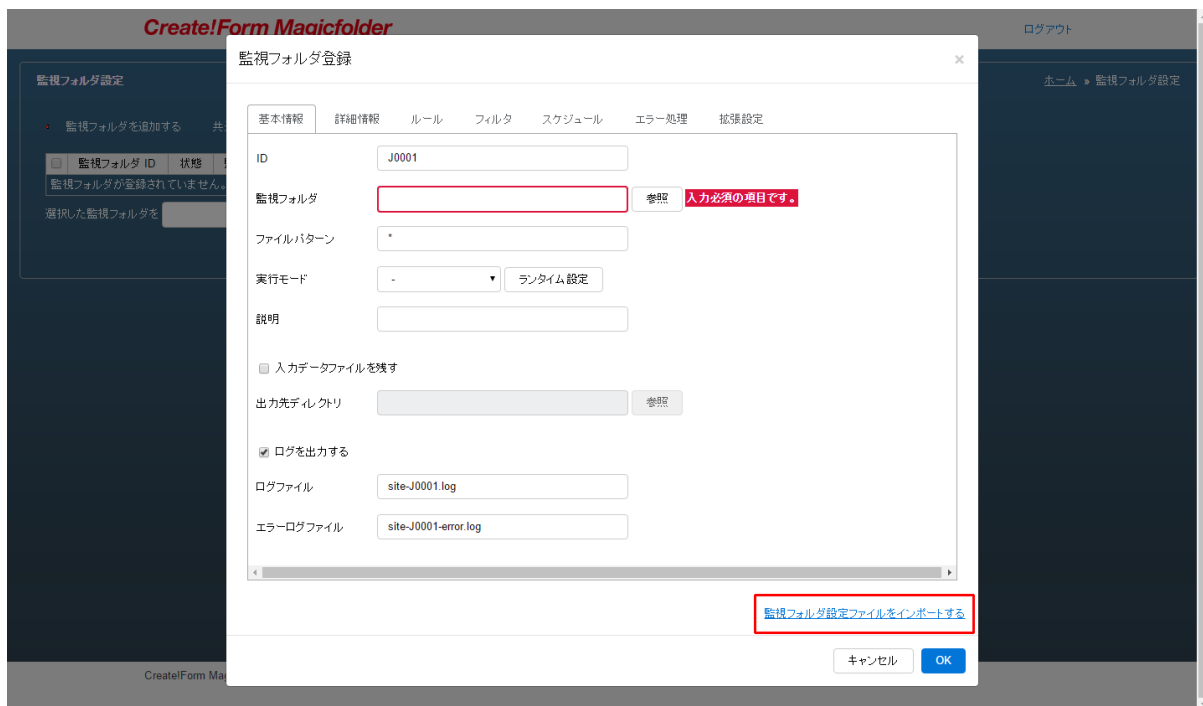 Create!Form Magicfolder
ログアウト
監視フォルダ設定
ホーム » 監視フォルダ設定
監視フォルダを追加する
監視フォルダ ID 状態
監視フォルダが登録されていません。
選択した監視フォルダを
監視フォルダ登録 ×
基本情報 詳細情報 ルール フィルタ スケジュール エラー処理 拡張設定
ID J0001
監視フォルダ 参照 入力必須の項目です。
ファイルパターン *
実行モード - ランタイム設定
説明
入力データファイルを残す
出力先ディレクトリ 参照
ログを出力する
ログファイル site-J0001.log
エラーログファイル site-J0001-error.log
監視フォルダ設定ファイルをインポートする
キャンセル OK
Create!Form